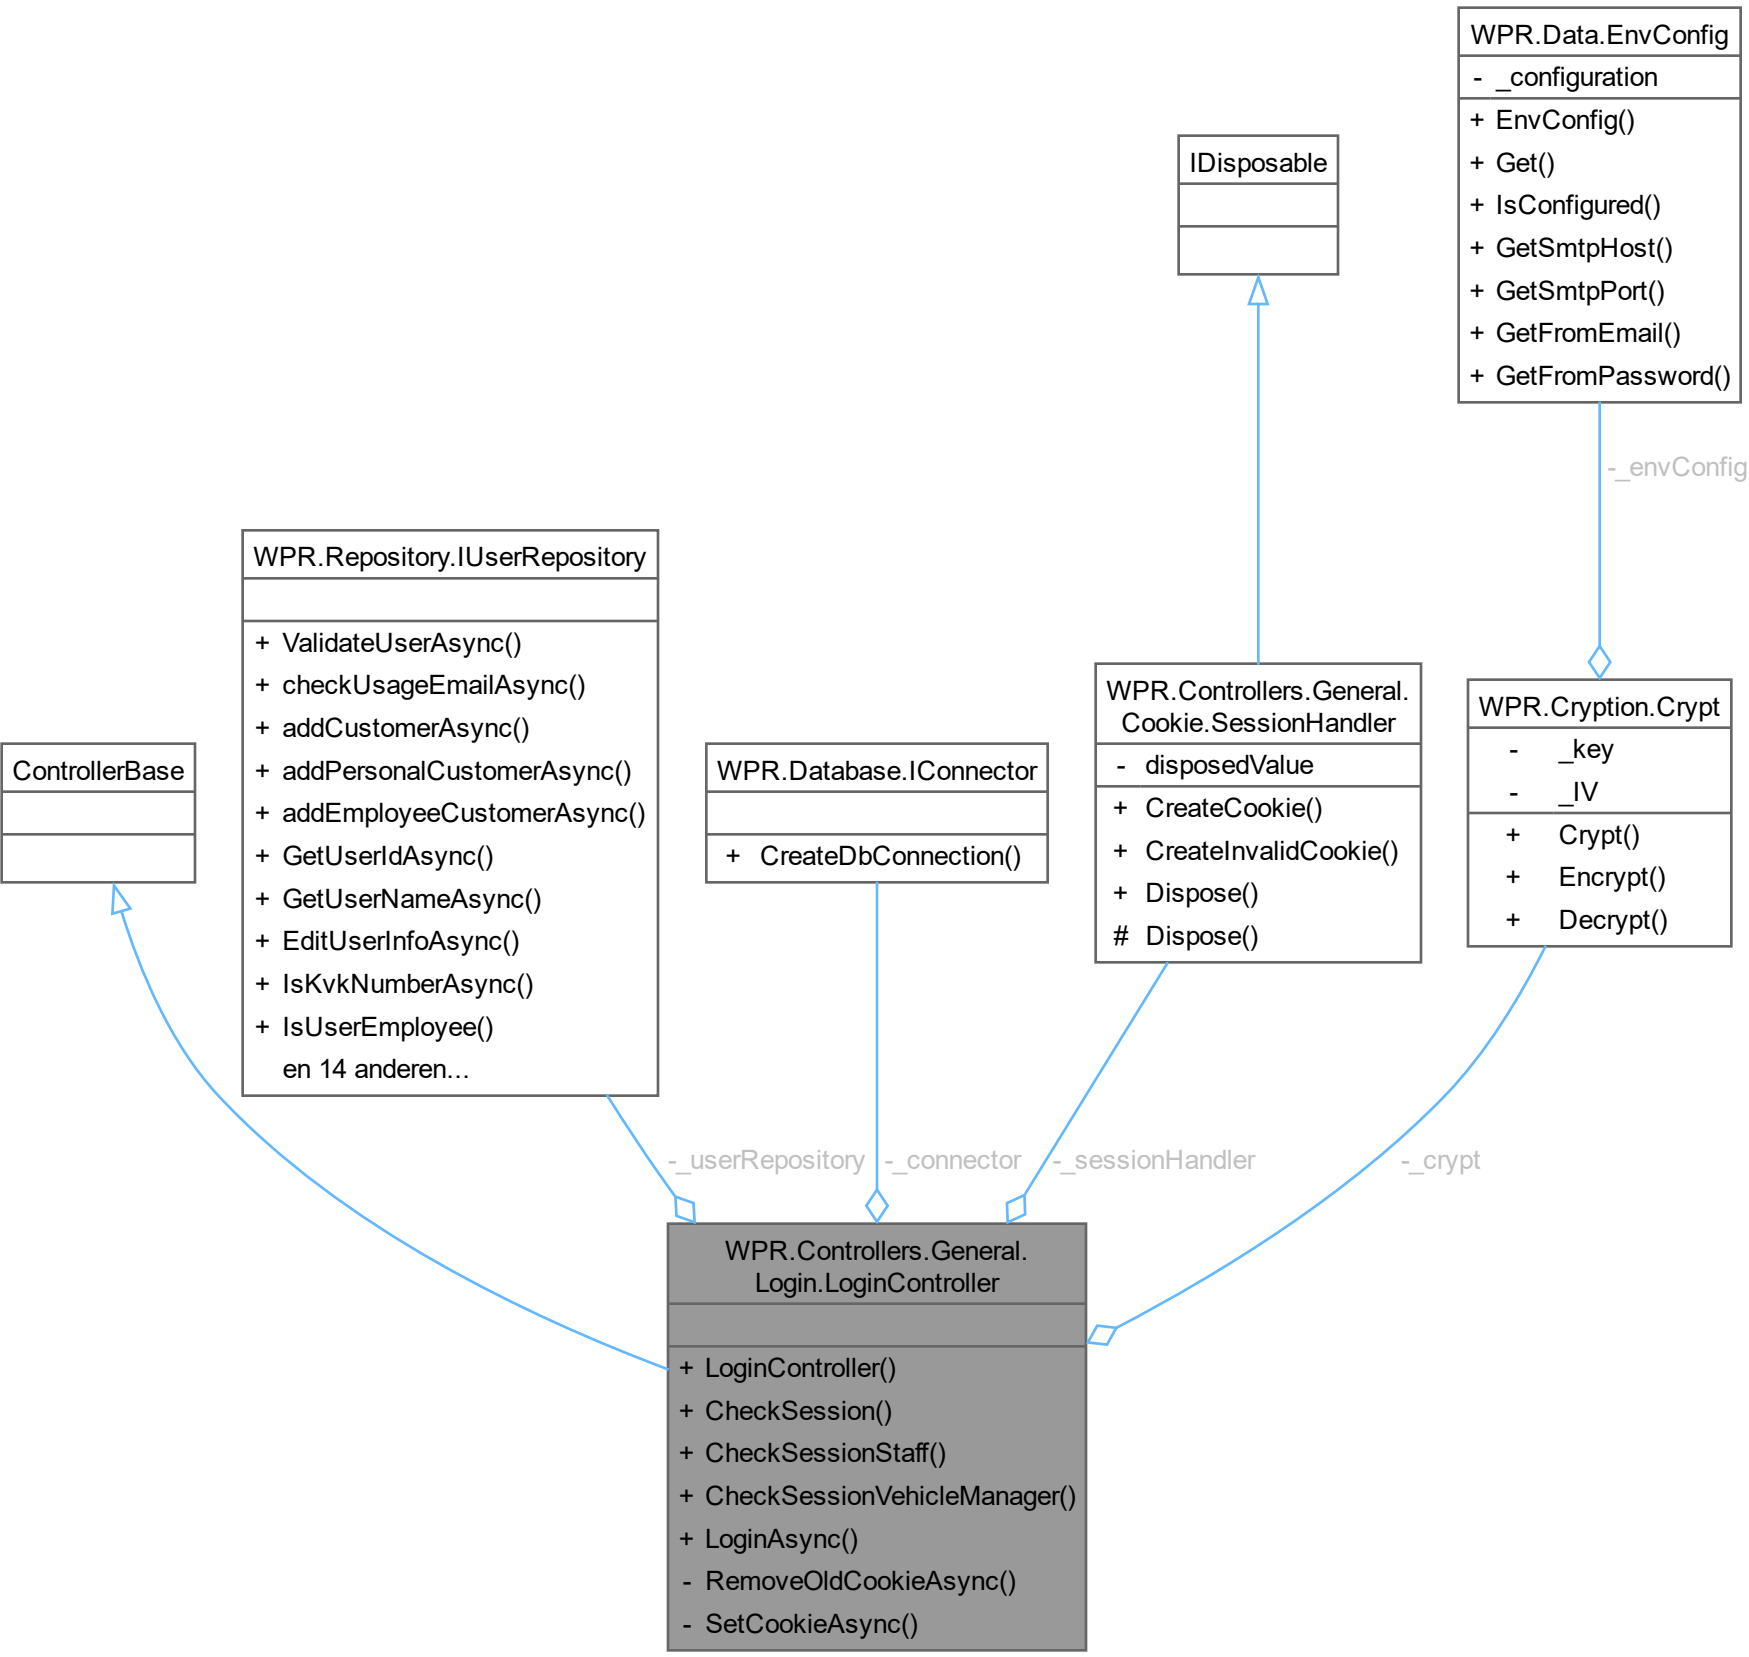 WPR.Data.EnvConfig
- _configuration
+ EnvConfig()
+ Get()
+ IsConfigured()
+ GetSmtpHost()
+ GetSmtpPort()
+ GetFromEmail()
+ GetFromPassword()
IDisposable
-_envConfig
WPR.Repository.IUserRepository
+ ValidateUserAsync()
+ checkUsageEmailAsync()
+ addCustomerAsync()
+ addPersonalCustomerAsync()
+ addEmployeeCustomerAsync()
+ GetUserIdAsync()
+ GetUserNameAsync()
+ EditUserInfoAsync()
+ IsKvkNumberAsync()
+ IsUserEmployee()
en 14 anderen...
ControllerBase
WPR.Database.IConnector
+ CreateDbConnection()
WPR.Controllers.General.
Cookie.SessionHandler
- disposedValue
+ CreateCookie()
+ CreateInvalidCookie()
+ Dispose()
# Dispose()
WPR.Cryption.Crypt
- _key
- _IV
+ Crypt()
+ Encrypt()
+ Decrypt()
-_userRepository
-_connector
-_sessionHandler
-_crypt
WPR.Controllers.General.
Login.LoginController
+ LoginController()
+ CheckSession()
+ CheckSessionStaff()
+ CheckSessionVehicleManager()
+ LoginAsync()
- RemoveOldCookieAsync()
- SetCookieAsync()